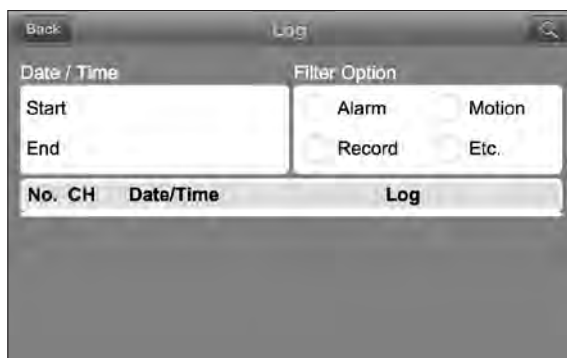 Back Log
Date / Time Filter Option
Start Alarm Motion
End Record Etc.
No. CH Date/Time Log